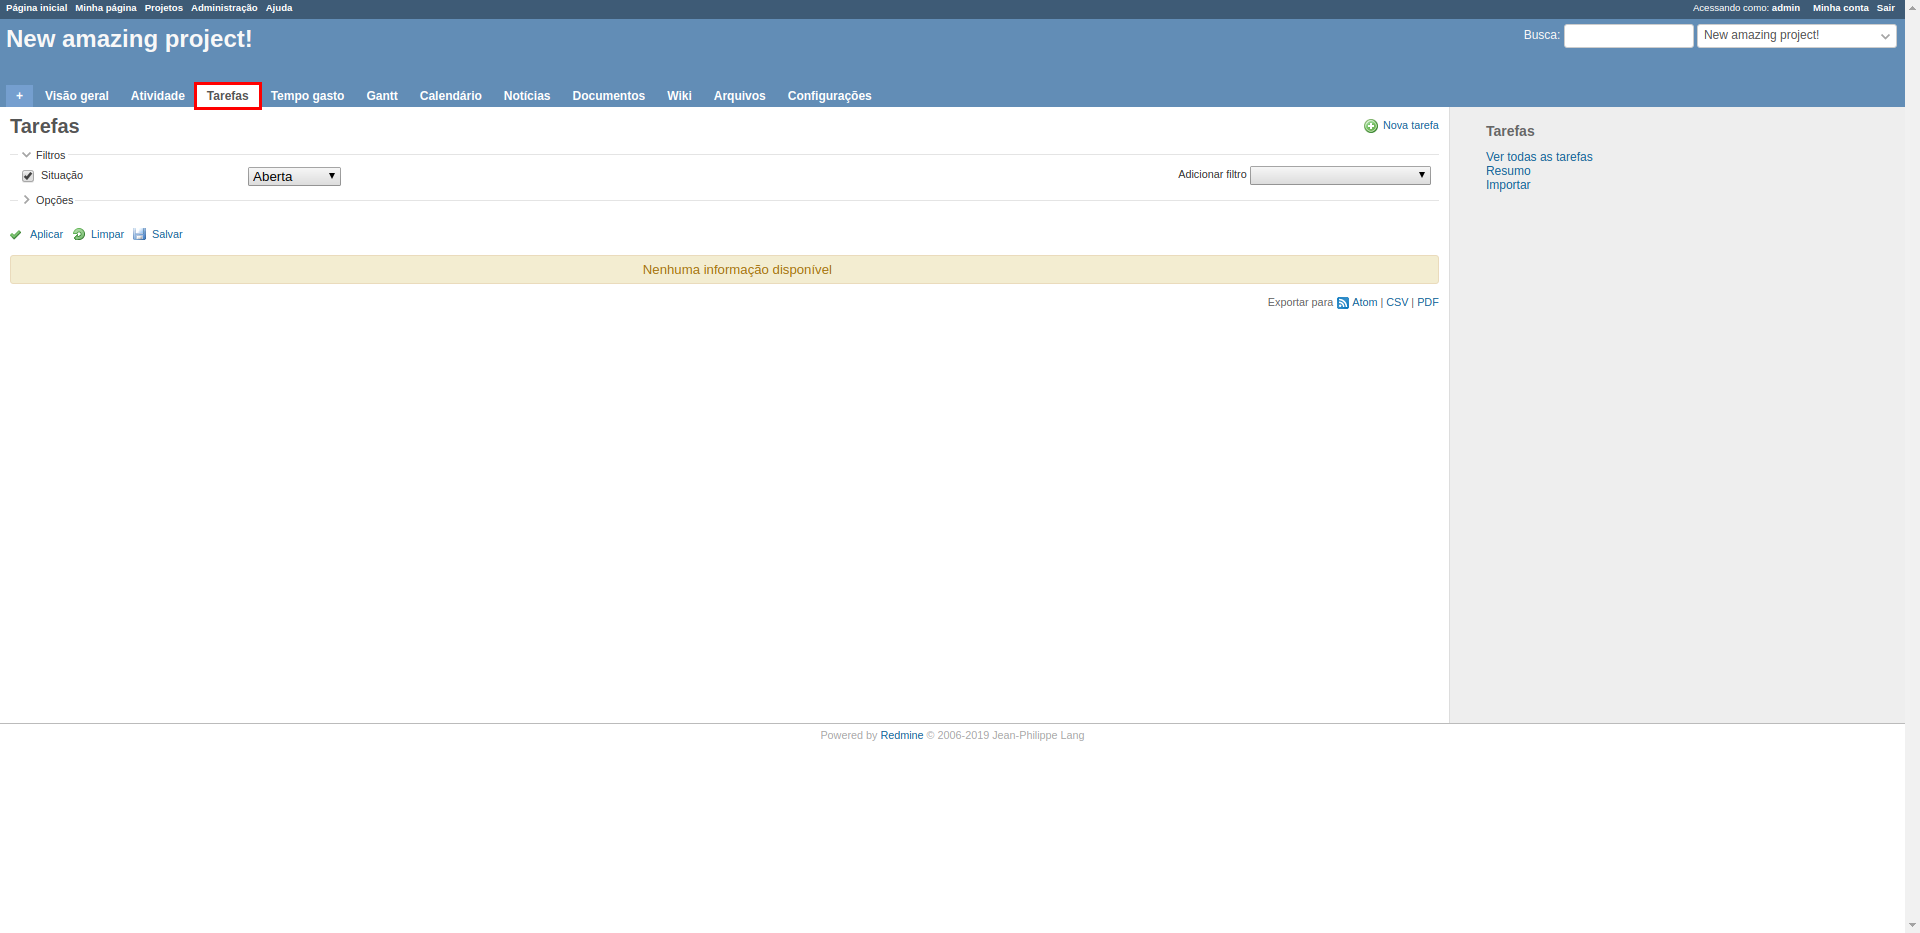 Página inicial Minha página Projetos Administração Ajuda
Acessando como: admin Minha conta Sair
New amazing project!
Busca: New amazing project!
+ Visão geral Atividade Tarefas Tempo gasto Gantt Calendário Notícias Documentos Wiki Arquivos Configurações
Tarefas
Nova tarefa
Filtros
Situação Aberta
Adicionar filtro
Opções
Aplicar Limpar Salvar
Nenhuma informação disponível
Exportar para Atom | CSV | PDF
Tarefas
Ver todas as tarefas
Resumo
Importar
Powered by Redmine © 2006-2019 Jean-Philippe Lang